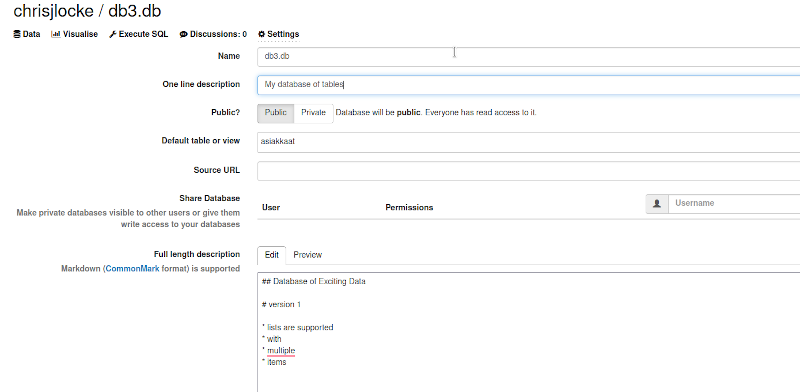 chrisjlocke / db3.db
Data Visualise Execute SQL Discussions: 0 Settings
Name db3.db
One line description My database of tables
Public? Public Private Database will be public. Everyone has read access to it.
Default table or view asiakkaat
Source URL
Share Database
Make private databases visible to other users or give them
write access to your databases
User Permissions Username
Full length description Edit Preview
Markdown (CommonMark format) is supported
## Database of Exciting Data
# version 1
* lists are supported
* with
* multiple
* items